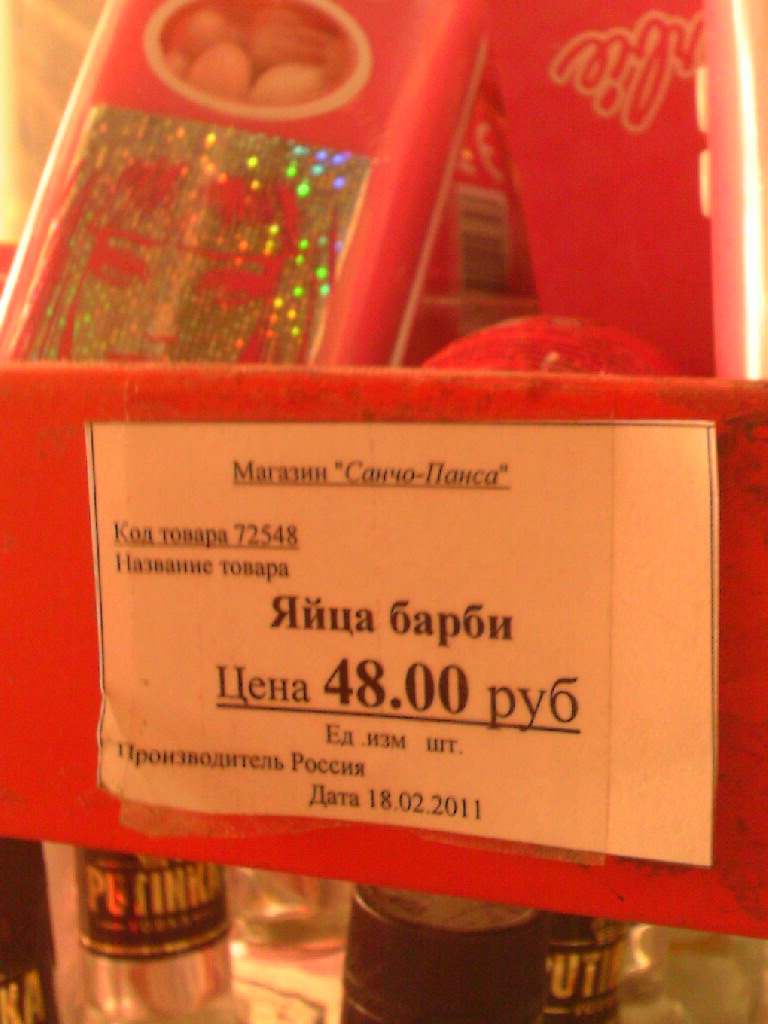 Магазин "Санчо-Панса"
Код товара 72548
Название товара
Яйца барби
Цена 48.00 руб
Ед .изм шт.
Производитель Россия
Дата 18.02.2011
PUTINKA